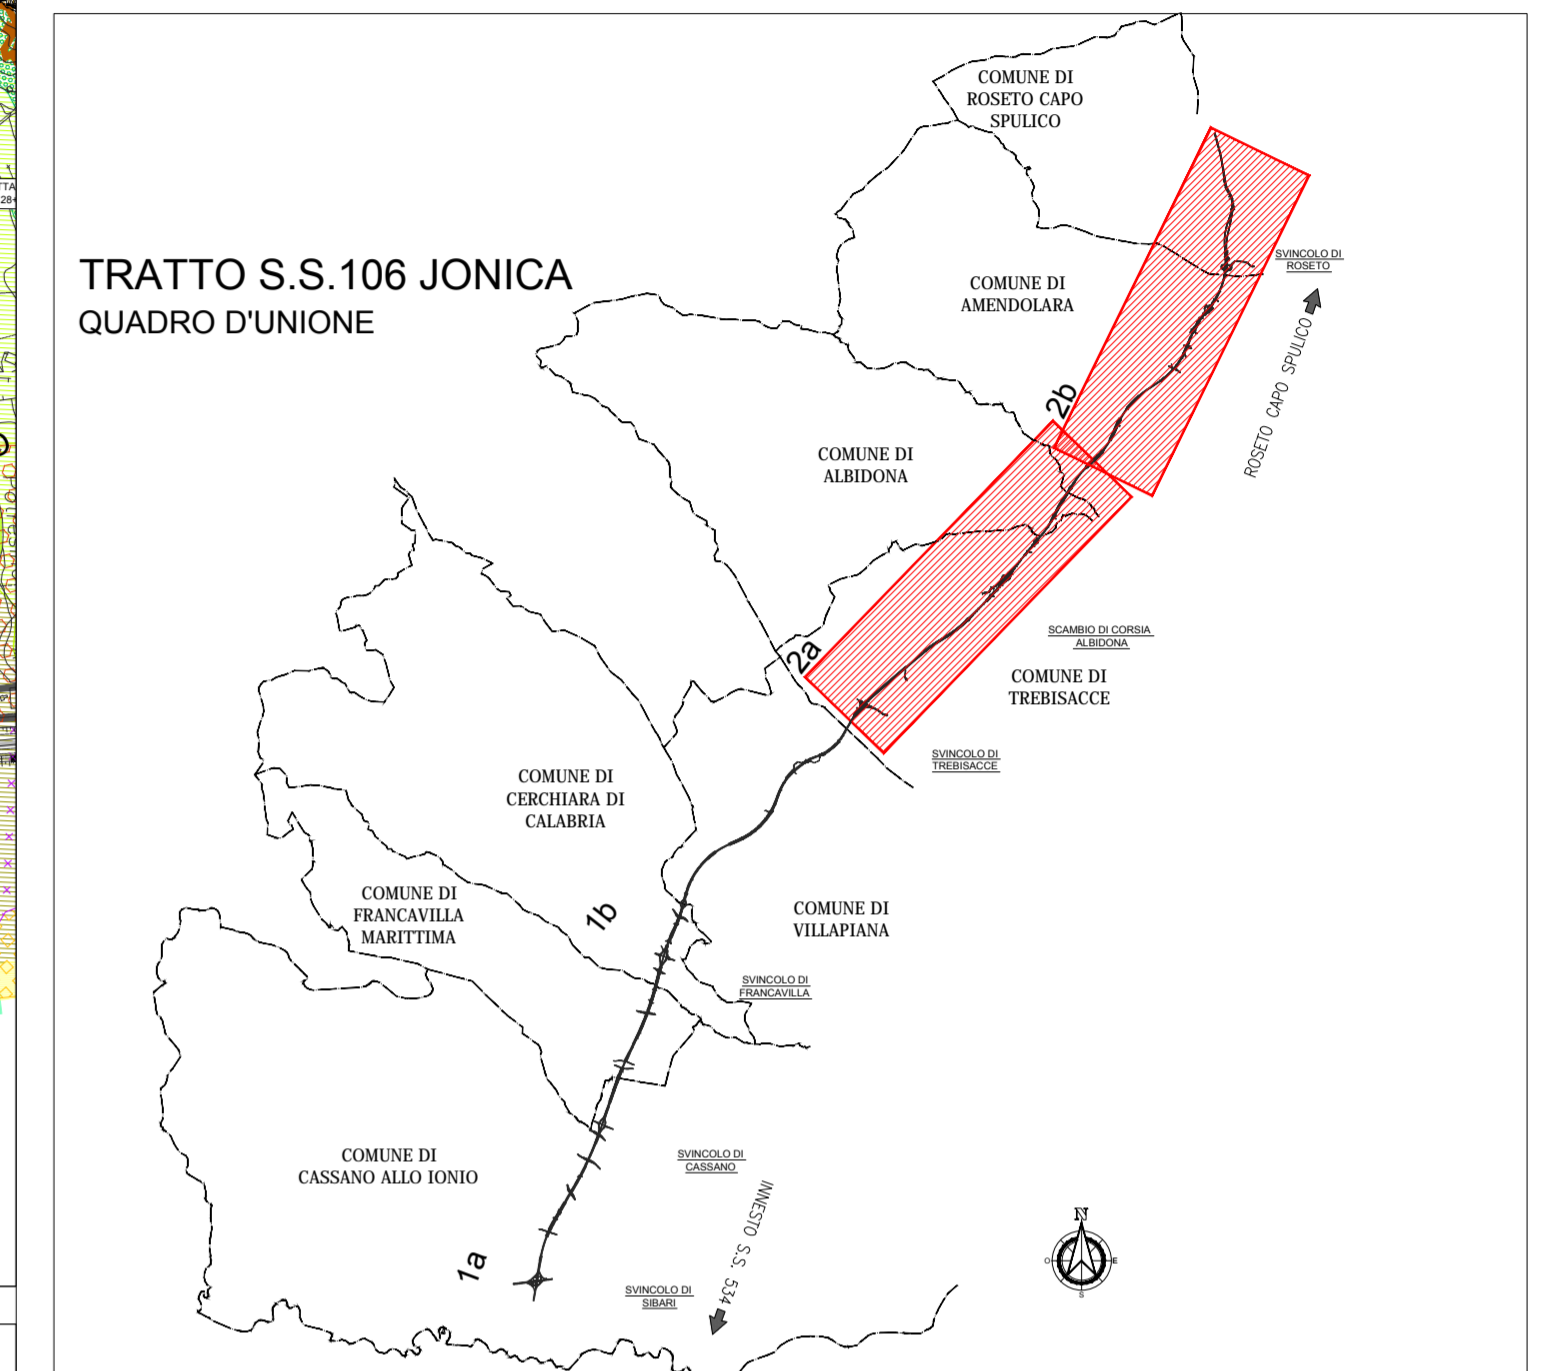 COMUNE DI
ROSETO CAPO
SPULICO
TRATTO S.S.106 JONICA
QUADRO D'UNIONE
SVINCOLO DI
ROSETO
COMUNE DI
AMENDOLARA
ROSETO CAPO SPULICO
2b
COMUNE DI
ALBIDONA
SCAMBIO DI CORSIA
ALBIDONA
2a
COMUNE DI
TREBISACCE
SVINCOLO DI
TREBISACCE
COMUNE DI
CERCHIARA DI
CALABRIA
COMUNE DI
FRANCAVILLA
MARITTIMA
1b
COMUNE DI
VILLAPIANA
SVINCOLO DI
FRANCAVILLA
COMUNE DI
CASSANO ALLO IONIO
SVINCOLO DI
CASSANO
INNESTO S.S. 534
1a
SVINCOLO DI
SIBARI
N
O
E
S